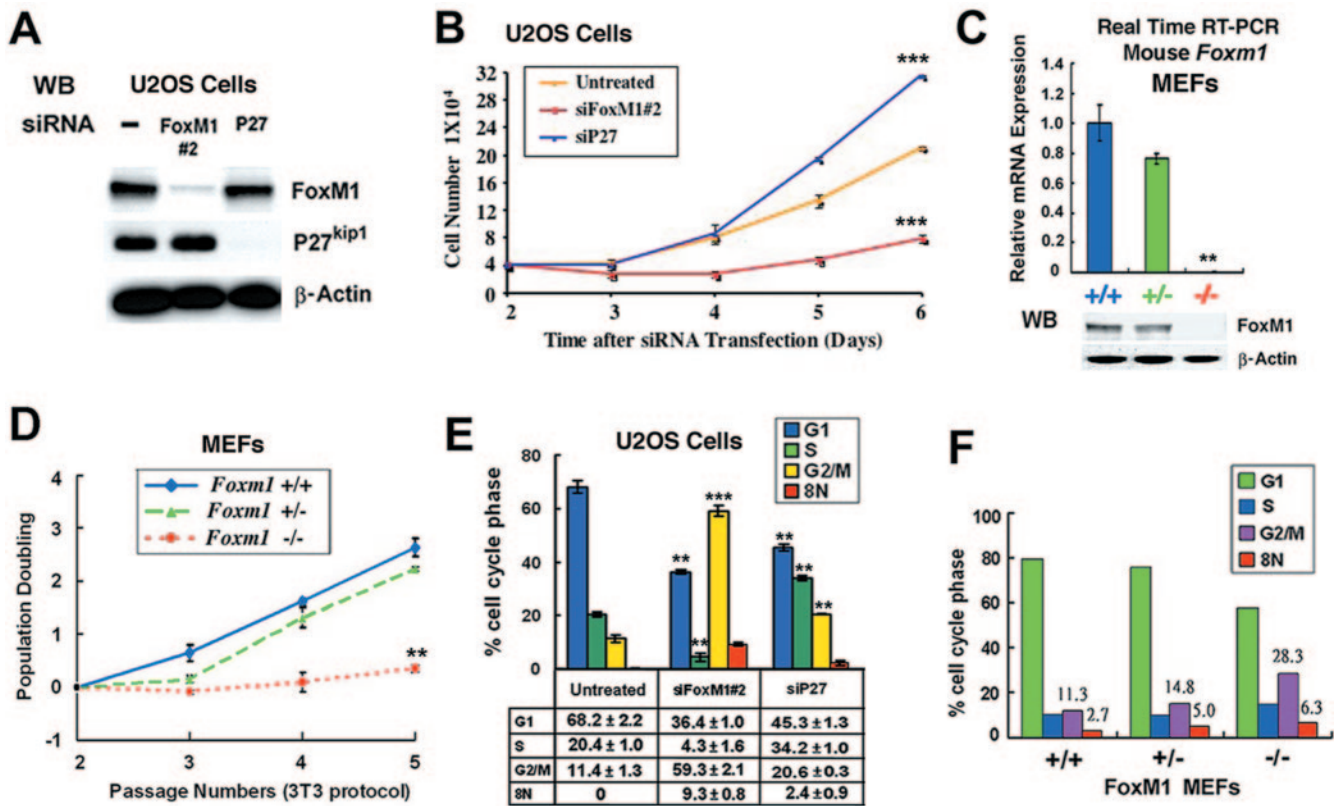 A
WB U2OS Cells
siRNA – FoxM1 #2 P27
FoxM1
P27kip1
β-Actin
B
U2OS Cells
Cell Number 1X10⁴
32
28
24
20
16
12
8
4
0
Untreated
siFoxM1#2
siP27
***
***
2 3 4 5 6
Time after siRNA Transfection (Days)
C
Real Time RT-PCR
Mouse Foxm1
MEFs
Relative mRNA Expression
1.4
1.2
1.0
0.8
0.6
0.4
0.2
0
**
+/+ +/- -/-
WB
FoxM1
β-Actin
D
MEFs
Population Doubling
4
3
2
1
0
-1
Foxm1 +/+
Foxm1 +/-
Foxm1 -/-
**
2 3 4 5
Passage Numbers (3T3 protocol)
E
U2OS Cells
G1
S
G2/M
8N
% cell cycle phase
80
60
40
20
0
** ** ***
** ** **
Untreated siFoxM1#2 siP27
G1 68.2 ± 2.2 36.4 ± 1.0 45.3 ± 1.3
S 20.4 ± 1.0 4.3 ± 1.6 34.2 ± 1.0
G2/M 11.4 ± 1.3 59.3 ± 2.1 20.6 ± 0.3
8N 0 9.3 ± 0.8 2.4 ± 0.9
F
G1
S
G2/M
8N
% cell cycle phase
100
80
60
40
20
0
11.3 2.7 14.8 5.0 28.3 6.3
+/+ +/- -/-
FoxM1 MEFs